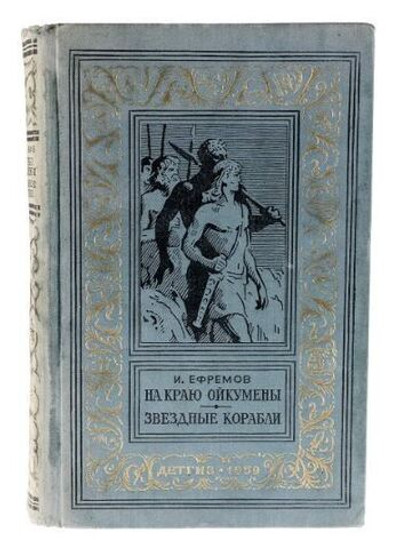 И. ЕФРЕМОВ
НА КРАЮ ОЙКУМЕНЫ
ЗВЕЗДНЫЕ КОРАБЛИ
ДЕТГИЗ · 1959